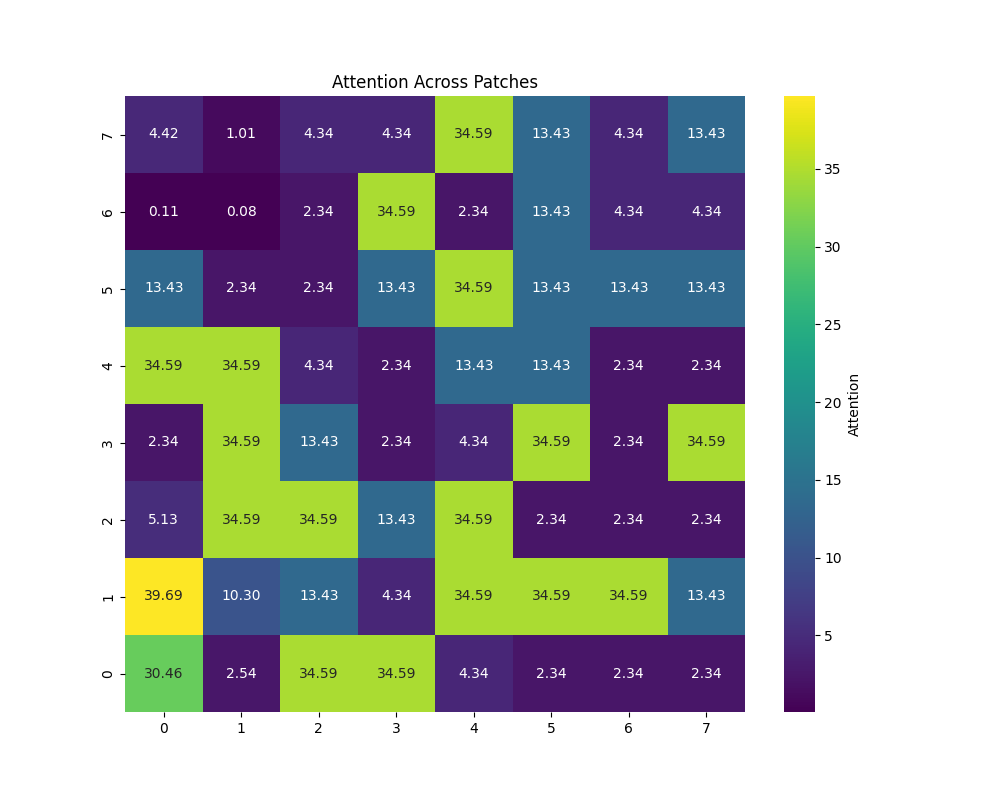 Attention Across Patches
7 4.42 1.01 4.34 4.34 34.59 13.43 4.34 13.43
6 0.11 0.08 2.34 34.59 2.34 13.43 4.34 4.34
5 13.43 2.34 2.34 13.43 34.59 13.43 13.43 13.43
4 34.59 34.59 4.34 2.34 13.43 13.43 2.34 2.34
3 2.34 34.59 13.43 2.34 4.34 34.59 2.34 34.59
2 5.13 34.59 34.59 13.43 34.59 2.34 2.34 2.34
1 39.69 10.30 13.43 4.34 34.59 34.59 34.59 13.43
0 30.46 2.54 34.59 34.59 4.34 2.34 2.34 2.34
0 1 2 3 4 5 6 7
35
30
25
20
15
10
5
Attention